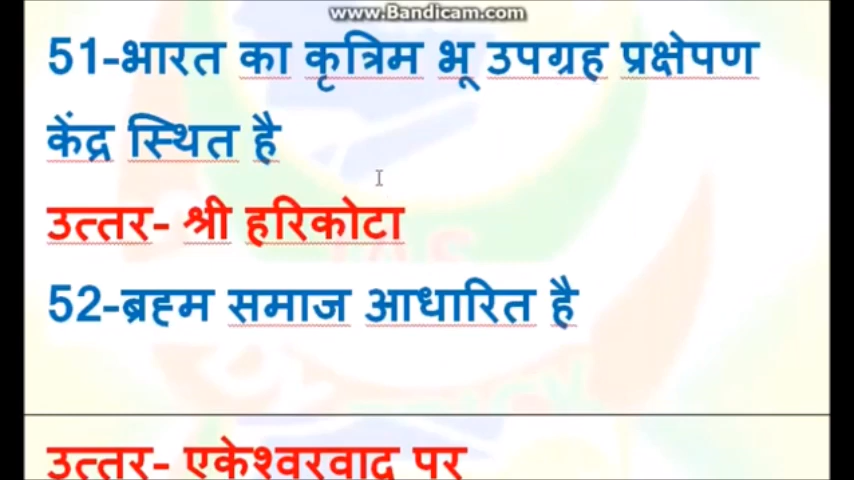 www.Bandicam.com
51-भारत का कृत्रिम भू उपग्रह प्रक्षेपण
केंद्र स्थित है
उत्तर- श्री हरिकोटा
52-ब्रह्म समाज आधारित है
उत्तर- एकेश्वरवाद पर